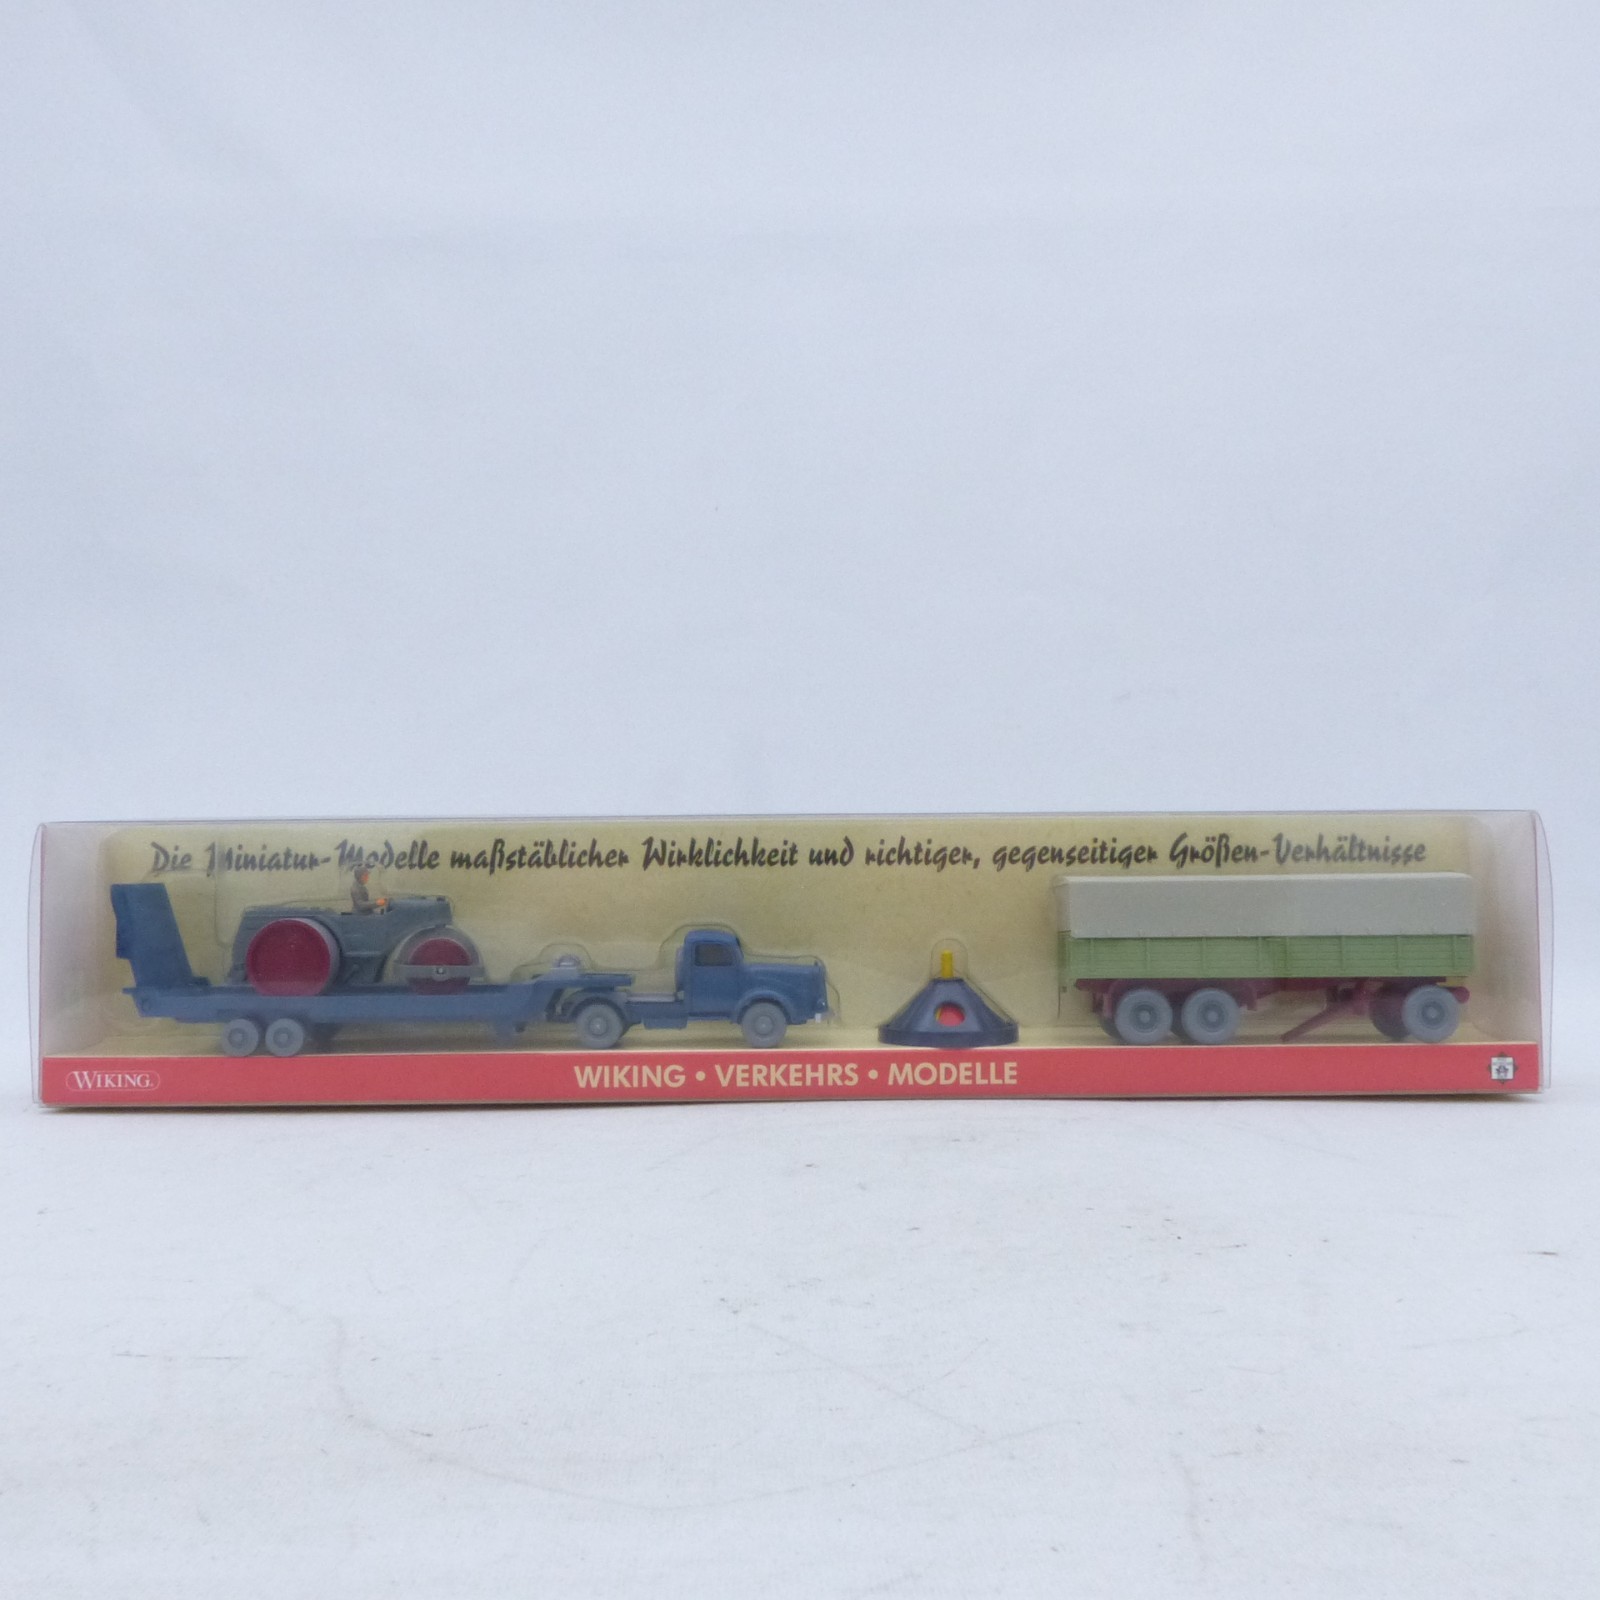 Die Miniatur-Modelle maßstäblicher Wirklichkeit und richtiger, gegenseitiger Größen-Verhältnisse
WIKING
WIKING • VERKEHRS • MODELLE